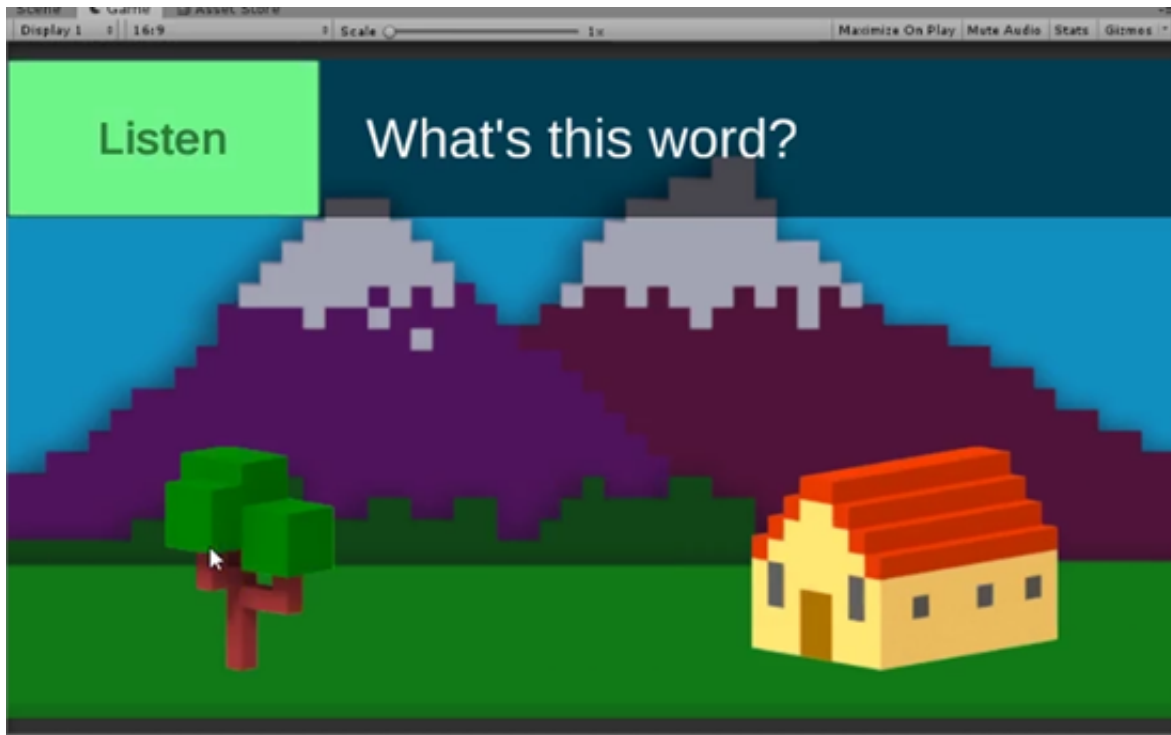 Scene Game Asset Store
Display 1 16:9 Scale 1x Maximize On Play Mute Audio Stats Gizmos
Listen What's this word?